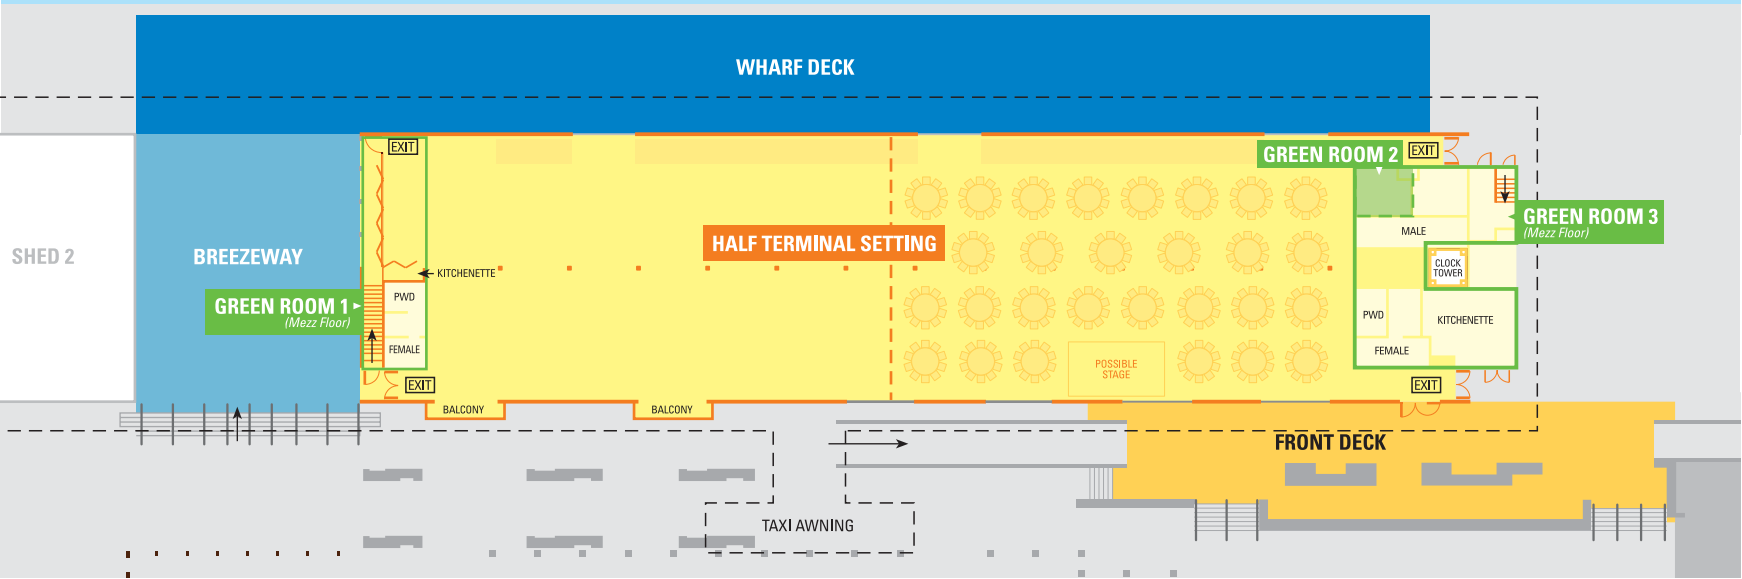 WHARF DECK
EXIT
EXIT
GREEN ROOM 2
GREEN ROOM 3
(Mezz Floor)
MALE
HALF TERMINAL SETTING
SHED 2
BREEZEWAY
KITCHENETTE
CLOCK
TOWER
GREEN ROOM 1
(Mezz Floor)
PWD
PWD
KITCHENETTE
FEMALE
FEMALE
POSSIBLE
STAGE
EXIT
EXIT
BALCONY
BALCONY
FRONT DECK
TAXI AWNING